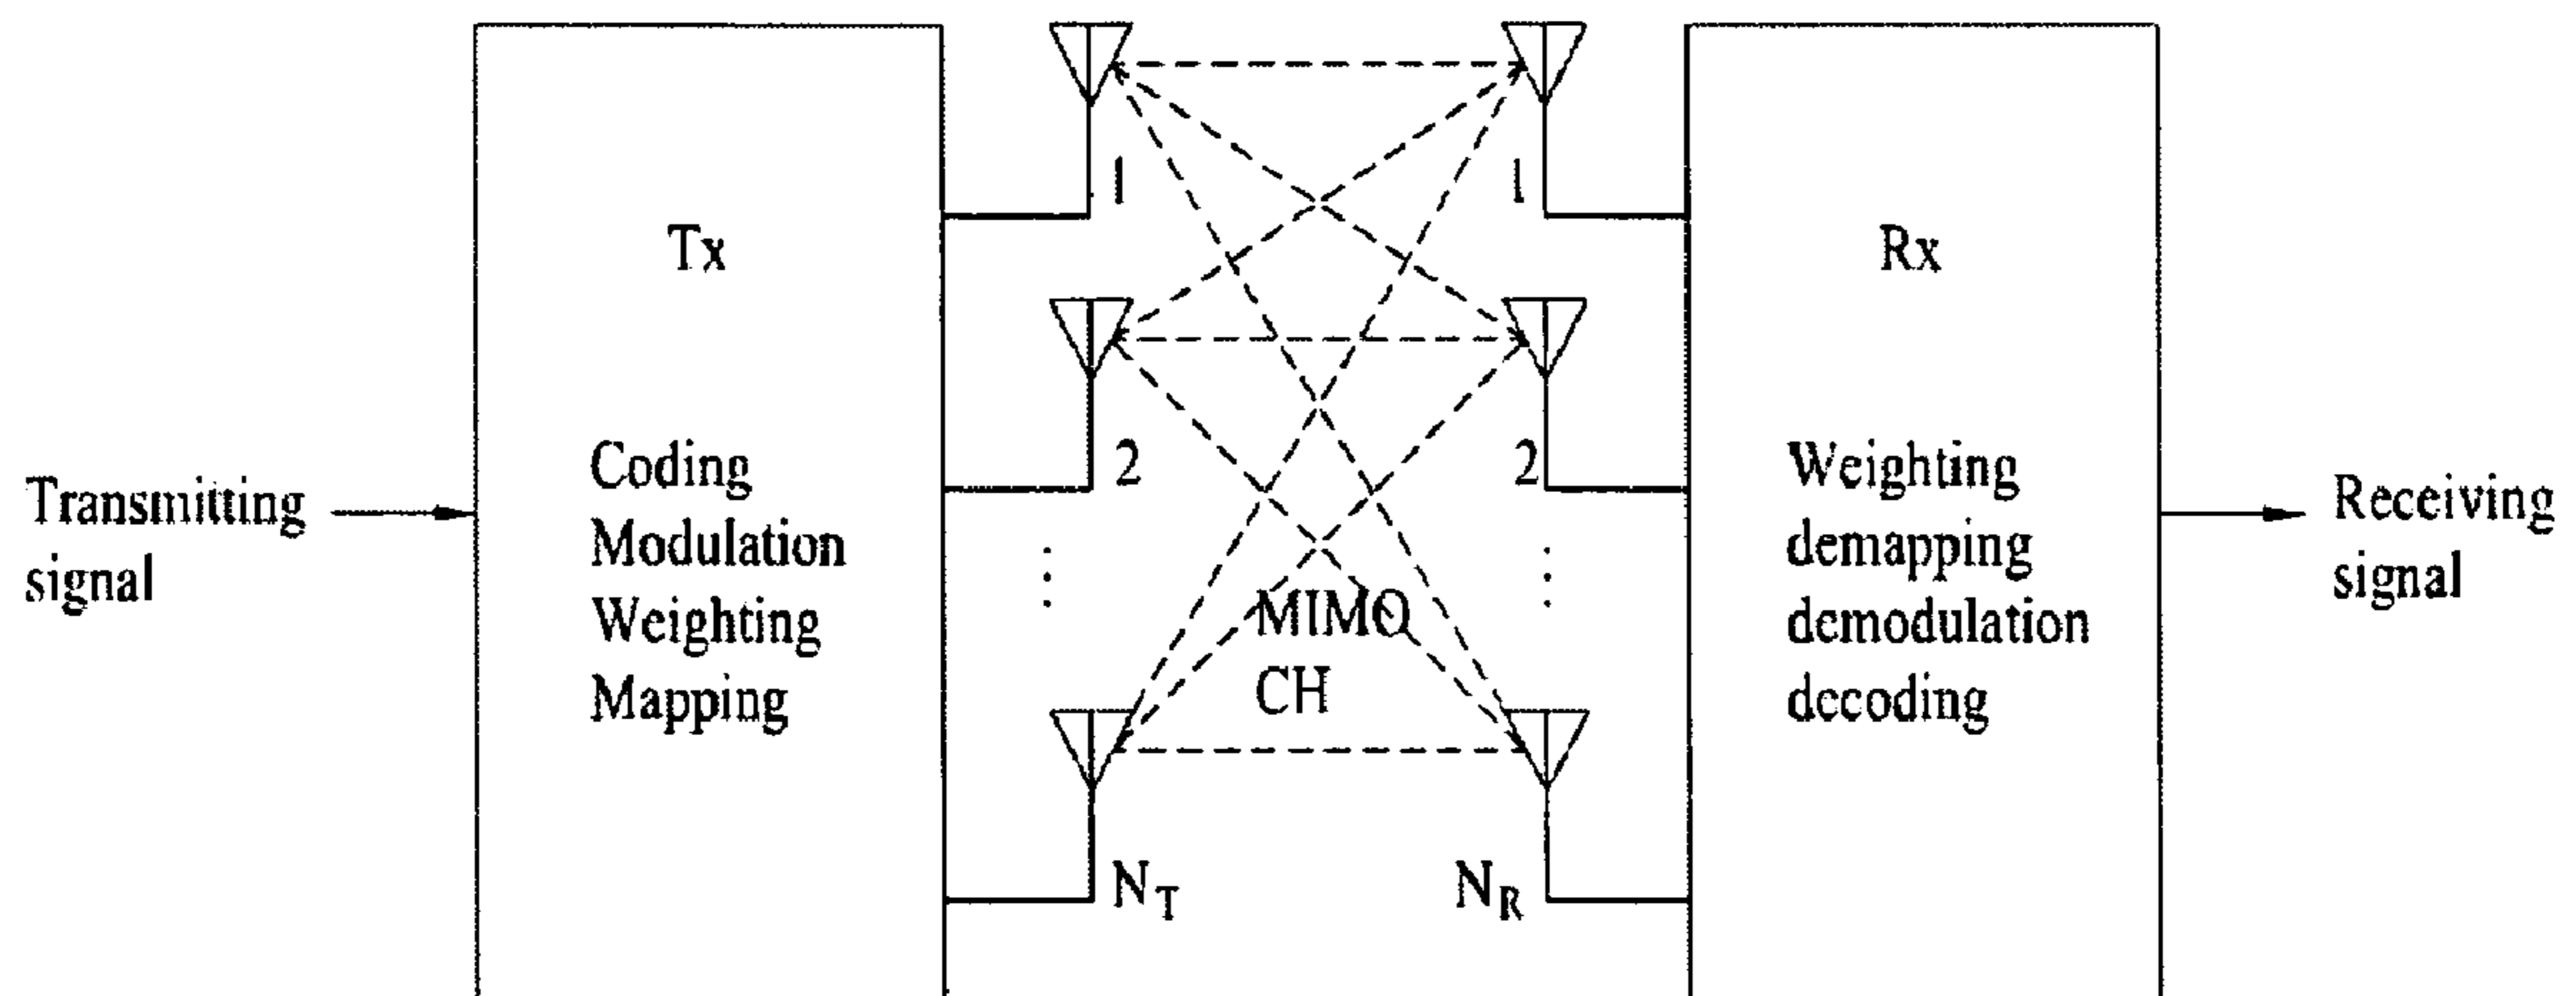 Transmitting
signal
Tx
Coding
Modulation
Weighting
Mapping
1
2
N_T
MIMO
CH
1
2
N_R
Rx
Weighting
demapping
demodulation
decoding
Receiving
signal